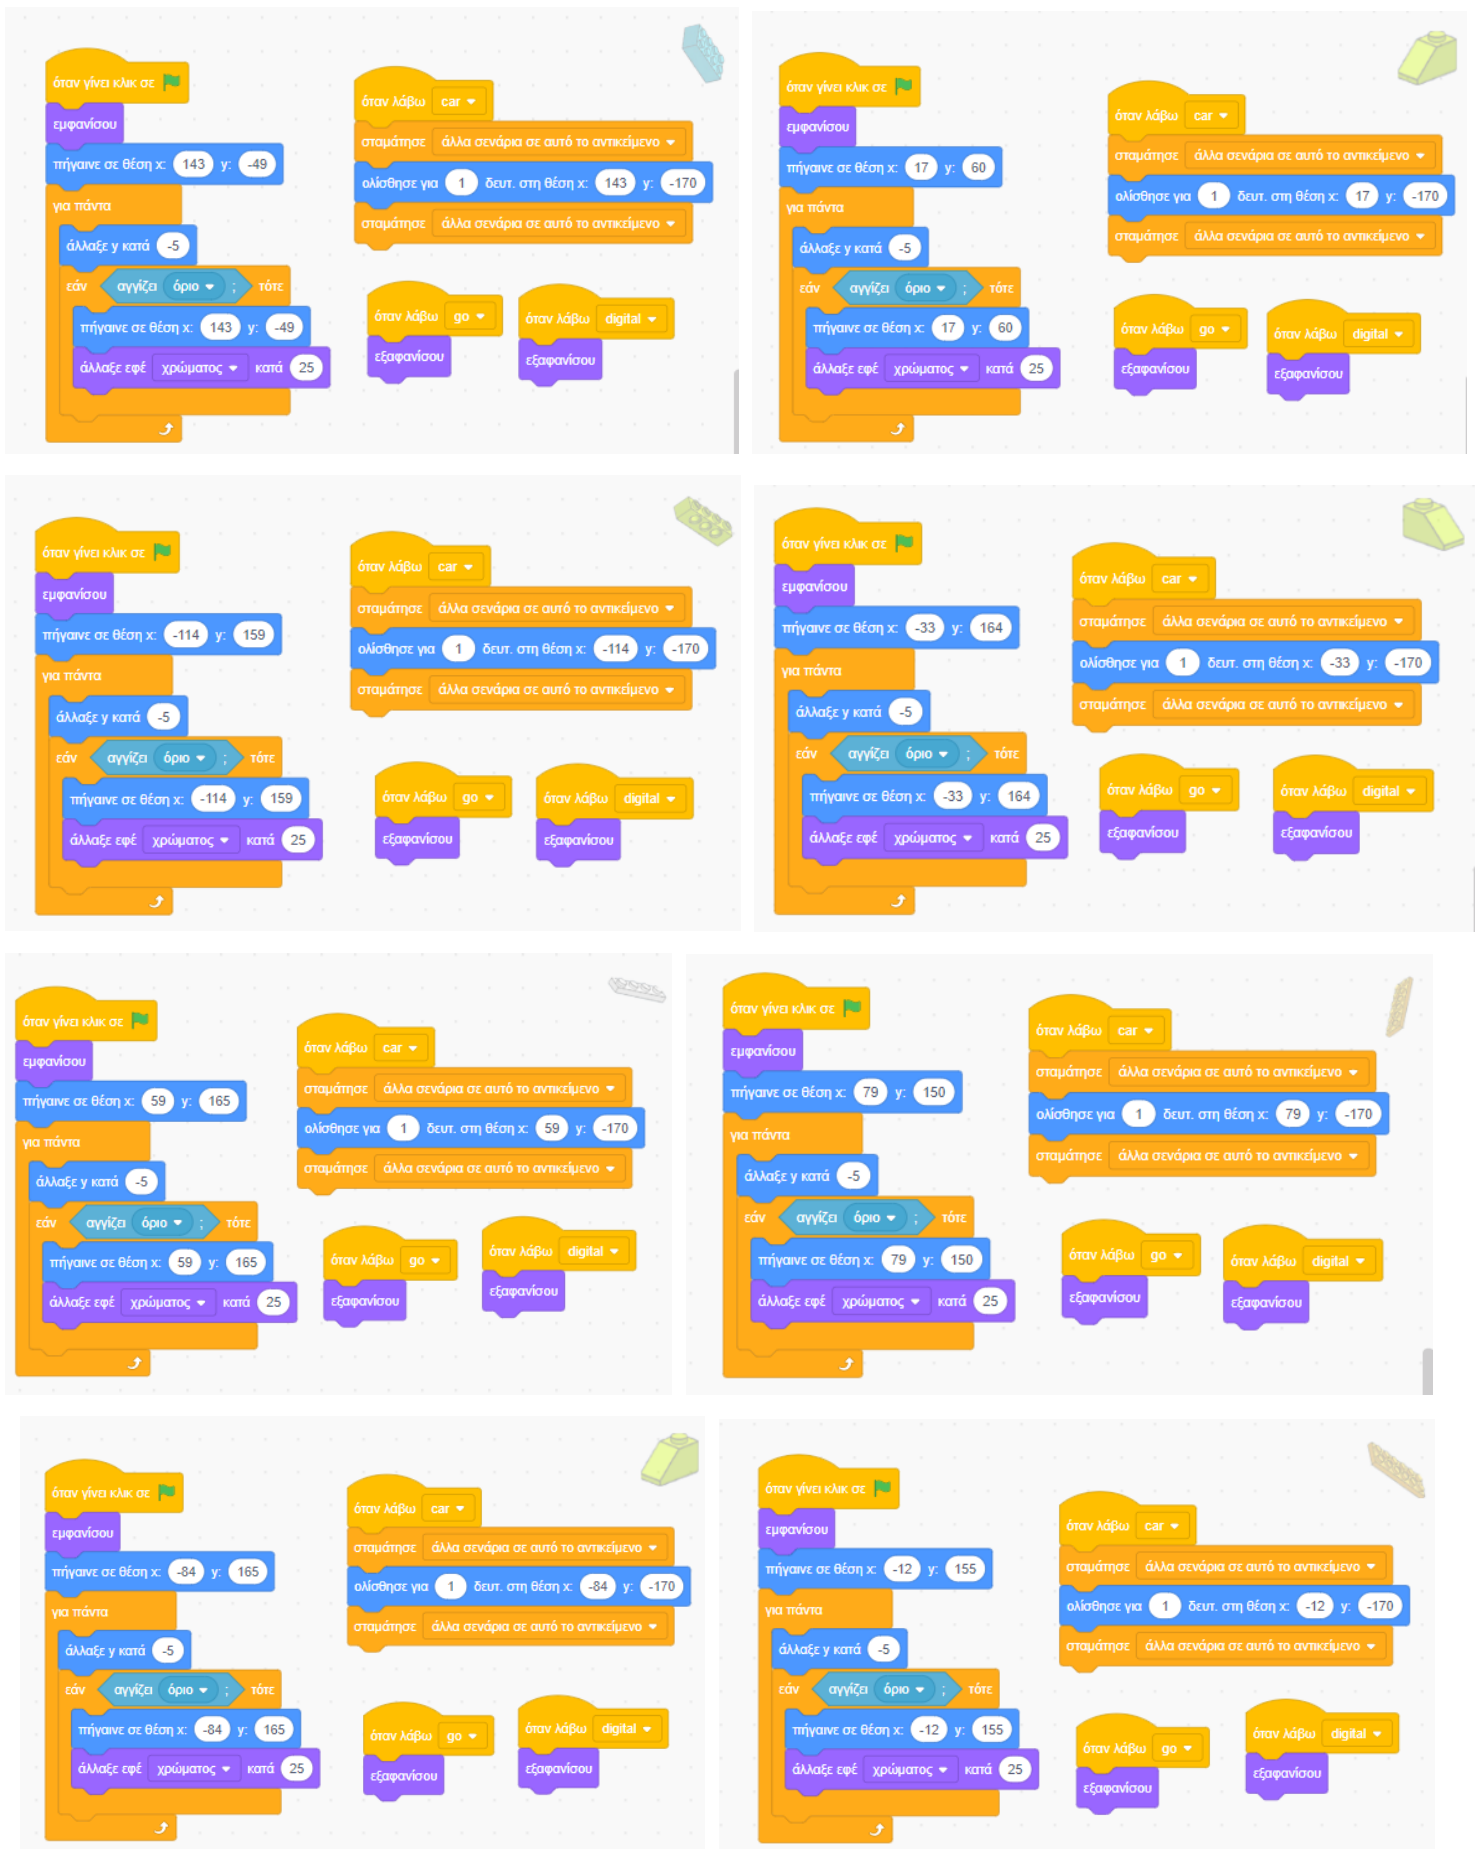 όταν γίνει κλικ σε
εμφανίσου
πήγαινε σε θέση x: 143 y: -49
για πάντα
άλλαξε y κατά -5
εάν αγγίζει όριο ; τότε
πήγαινε σε θέση x: 143 y: -49
άλλαξε εφέ χρώματος κατά 25
όταν λάβω car
σταμάτησε άλλα σενάρια σε αυτό το αντικείμενο
ολίσθησε για 1 δευτ. στη θέση x: 143 y: -170
σταμάτησε άλλα σενάρια σε αυτό το αντικείμενο
όταν λάβω go
εξαφανίσου
όταν λάβω digital
εξαφανίσου
όταν γίνει κλικ σε
εμφανίσου
πήγαινε σε θέση x: 17 y: 60
για πάντα
άλλαξε y κατά -5
εάν αγγίζει όριο ; τότε
πήγαινε σε θέση x: 17 y: 60
άλλαξε εφέ χρώματος κατά 25
όταν λάβω car
σταμάτησε άλλα σενάρια σε αυτό το αντικείμενο
ολίσθησε για 1 δευτ. στη θέση x: 17 y: -170
σταμάτησε άλλα σενάρια σε αυτό το αντικείμενο
όταν λάβω go
εξαφανίσου
όταν λάβω digital
εξαφανίσου
όταν γίνει κλικ σε
εμφανίσου
πήγαινε σε θέση x: -114 y: 159
για πάντα
άλλαξε y κατά -5
εάν αγγίζει όριο ; τότε
πήγαινε σε θέση x: -114 y: 159
άλλαξε εφέ χρώματος κατά 25
όταν λάβω car
σταμάτησε άλλα σενάρια σε αυτό το αντικείμενο
ολίσθησε για 1 δευτ. στη θέση x: -114 y: -170
σταμάτησε άλλα σενάρια σε αυτό το αντικείμενο
όταν λάβω go
εξαφανίσου
όταν λάβω digital
εξαφανίσου
όταν γίνει κλικ σε
εμφανίσου
πήγαινε σε θέση x: -33 y: 164
για πάντα
άλλαξε y κατά -5
εάν αγγίζει όριο ; τότε
πήγαινε σε θέση x: -33 y: 164
άλλαξε εφέ χρώματος κατά 25
όταν λάβω car
σταμάτησε άλλα σενάρια σε αυτό το αντικείμενο
ολίσθησε για 1 δευτ. στη θέση x: -33 y: -170
σταμάτησε άλλα σενάρια σε αυτό το αντικείμενο
όταν λάβω go
εξαφανίσου
όταν λάβω digital
εξαφανίσου
όταν γίνει κλικ σε
εμφανίσου
πήγαινε σε θέση x: 59 y: 165
για πάντα
άλλαξε y κατά -5
εάν αγγίζει όριο ; τότε
πήγαινε σε θέση x: 59 y: 165
άλλαξε εφέ χρώματος κατά 25
όταν λάβω car
σταμάτησε άλλα σενάρια σε αυτό το αντικείμενο
ολίσθησε για 1 δευτ. στη θέση x: 59 y: -170
σταμάτησε άλλα σενάρια σε αυτό το αντικείμενο
όταν λάβω go
εξαφανίσου
όταν λάβω digital
εξαφανίσου
όταν γίνει κλικ σε
εμφανίσου
πήγαινε σε θέση x: 79 y: 150
για πάντα
άλλαξε y κατά -5
εάν αγγίζει όριο ; τότε
πήγαινε σε θέση x: 79 y: 150
άλλαξε εφέ χρώματος κατά 25
όταν λάβω car
σταμάτησε άλλα σενάρια σε αυτό το αντικείμενο
ολίσθησε για 1 δευτ. στη θέση x: 79 y: -170
σταμάτησε άλλα σενάρια σε αυτό το αντικείμενο
όταν λάβω go
εξαφανίσου
όταν λάβω digital
εξαφανίσου
όταν γίνει κλικ σε
εμφανίσου
πήγαινε σε θέση x: -84 y: 165
για πάντα
άλλαξε y κατά -5
εάν αγγίζει όριο ; τότε
πήγαινε σε θέση x: -84 y: 165
άλλαξε εφέ χρώματος κατά 25
όταν λάβω car
σταμάτησε άλλα σενάρια σε αυτό το αντικείμενο
ολίσθησε για 1 δευτ. στη θέση x: -84 y: -170
σταμάτησε άλλα σενάρια σε αυτό το αντικείμενο
όταν λάβω go
εξαφανίσου
όταν λάβω digital
εξαφανίσου
όταν γίνει κλικ σε
εμφανίσου
πήγαινε σε θέση x: -12 y: 155
για πάντα
άλλαξε y κατά -5
εάν αγγίζει όριο ; τότε
πήγαινε σε θέση x: -12 y: 155
άλλαξε εφέ χρώματος κατά 25
όταν λάβω car
σταμάτησε άλλα σενάρια σε αυτό το αντικείμενο
ολίσθησε για 1 δευτ. στη θέση x: -12 y: -170
σταμάτησε άλλα σενάρια σε αυτό το αντικείμενο
όταν λάβω go
εξαφανίσου
όταν λάβω digital
εξαφανίσου